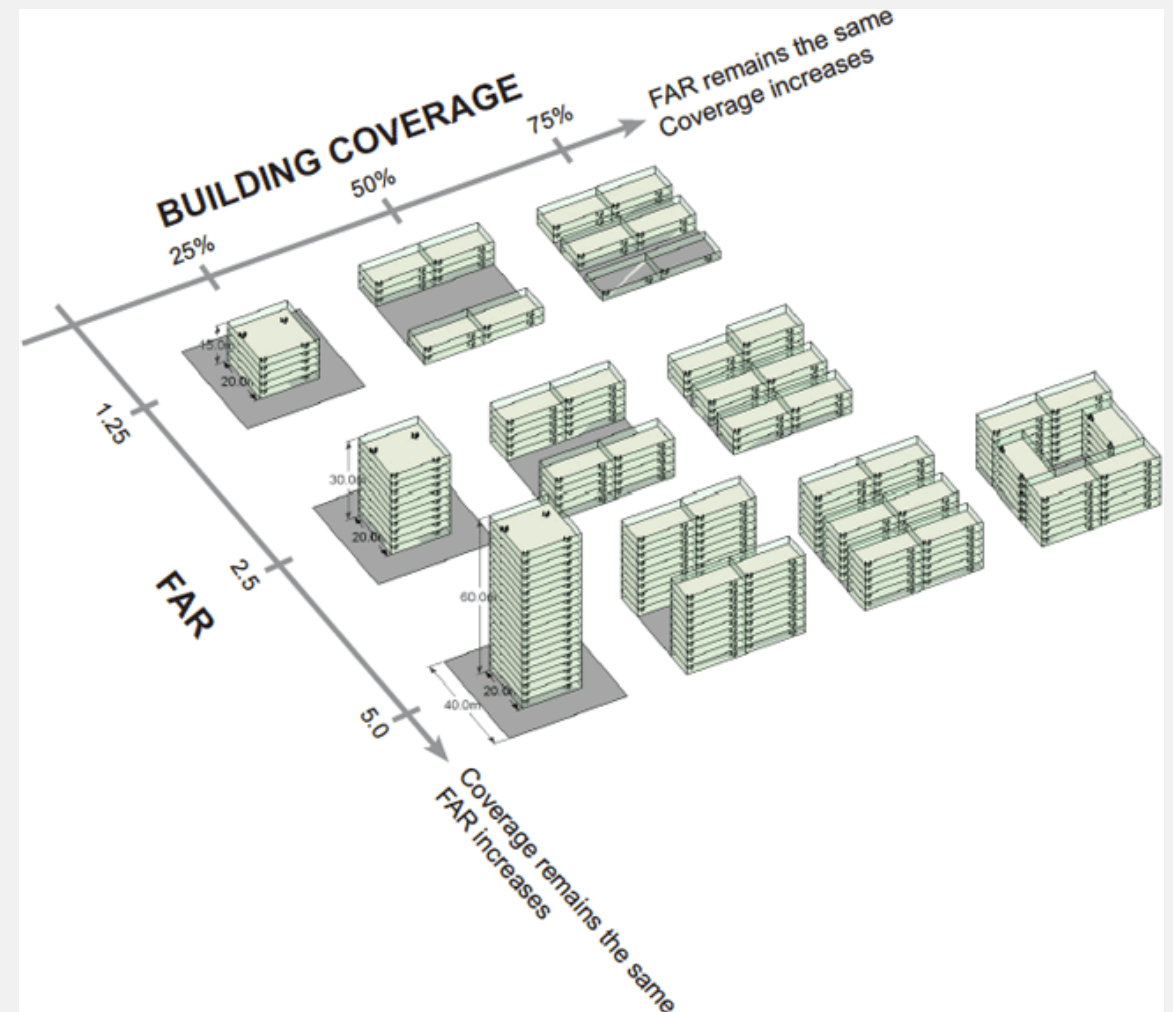 FAR remains the same
Coverage increases
BUILDING COVERAGE
25%
50%
75%
15.0m
20.0m
1.25
30.0m
20.0m
2.5
FAR
60.0m
20.0m
40.0m
5.0
Coverage remains the same
FAR increases